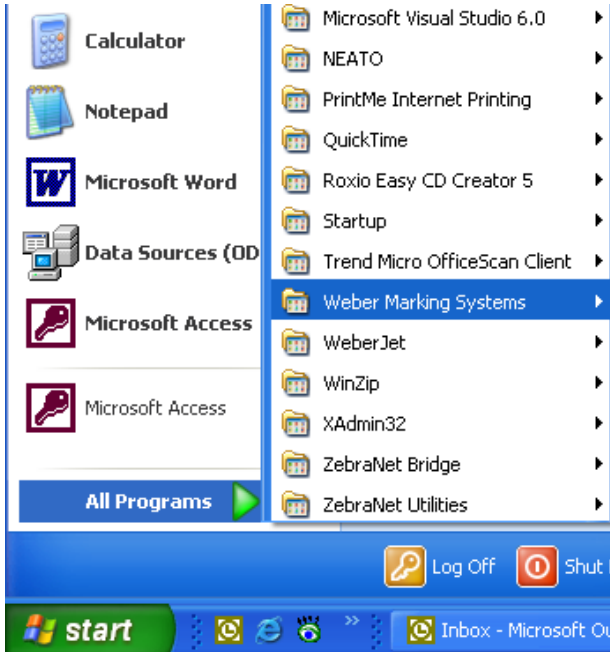 Calculator
Notepad
Microsoft Word
Data Sources (OD
Microsoft Access
Microsoft Access
All Programs
Microsoft Visual Studio 6.0
NEATO
PrintMe Internet Printing
QuickTime
Roxio Easy CD Creator 5
Startup
Trend Micro OfficeScan Client
Weber Marking Systems
WeberJet
WinZip
XAdmin32
ZebraNet Bridge
ZebraNet Utilities
Log Off
Shut
start
Inbox - Microsoft Ou